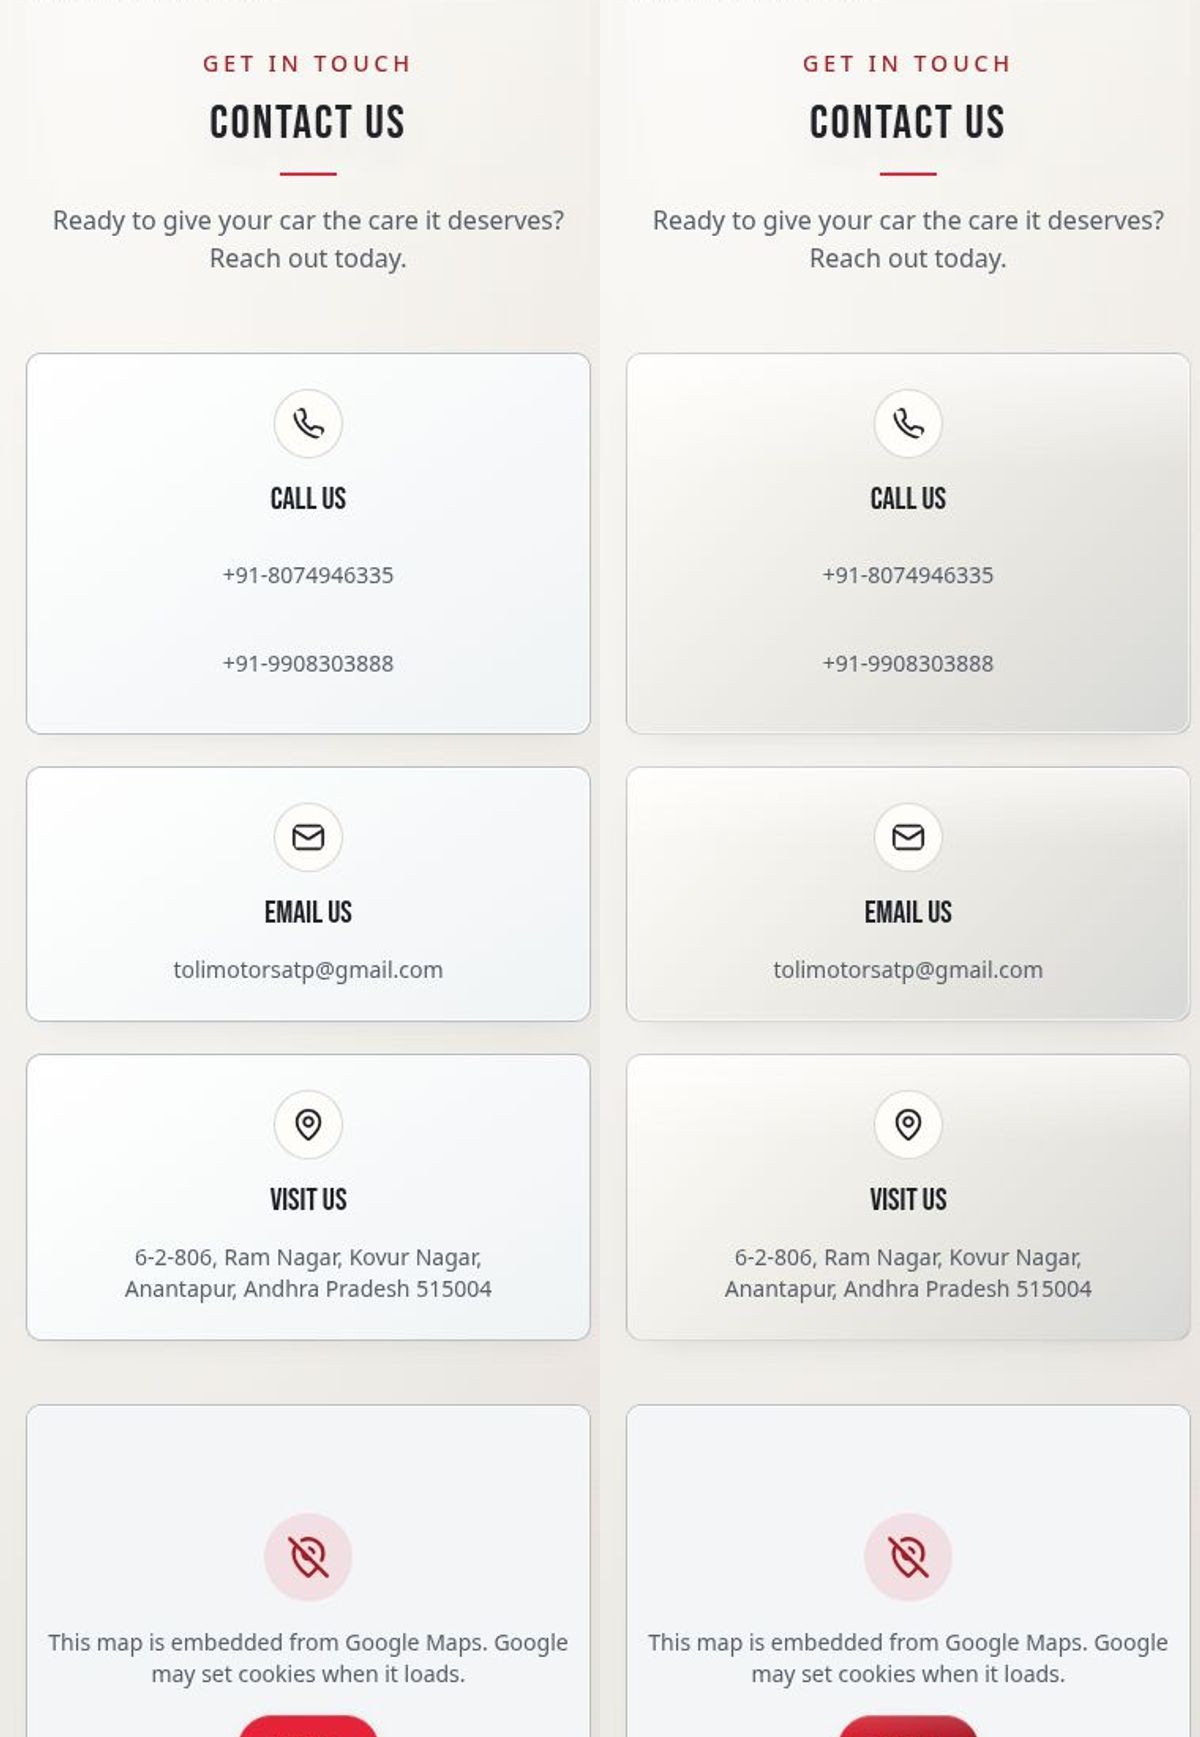 GET IN TOUCH
CONTACT US
Ready to give your car the care it deserves?
Reach out today.
CALL US
+91-8074946335
+91-9908303888
EMAIL US
tolimotorsatp@gmail.com
VISIT US
6-2-806, Ram Nagar, Kovur Nagar,
Anantapur, Andhra Pradesh 515004
This map is embedded from Google Maps. Google
may set cookies when it loads.
GET IN TOUCH
CONTACT US
Ready to give your car the care it deserves?
Reach out today.
CALL US
+91-8074946335
+91-9908303888
EMAIL US
tolimotorsatp@gmail.com
VISIT US
6-2-806, Ram Nagar, Kovur Nagar,
Anantapur, Andhra Pradesh 515004
This map is embedded from Google Maps. Google
may set cookies when it loads.